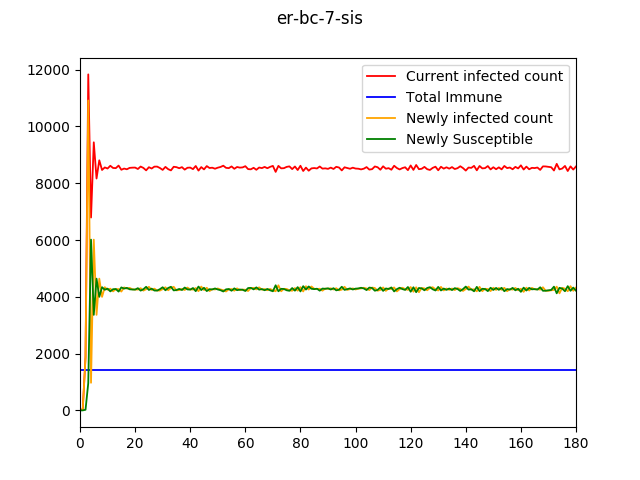 er-bc-7-sis
12000
10000
8000
6000
4000
2000
0
Current infected count
Total Immune
Newly infected count
Newly Susceptible
0 20 40 60 80 100 120 140 160 180